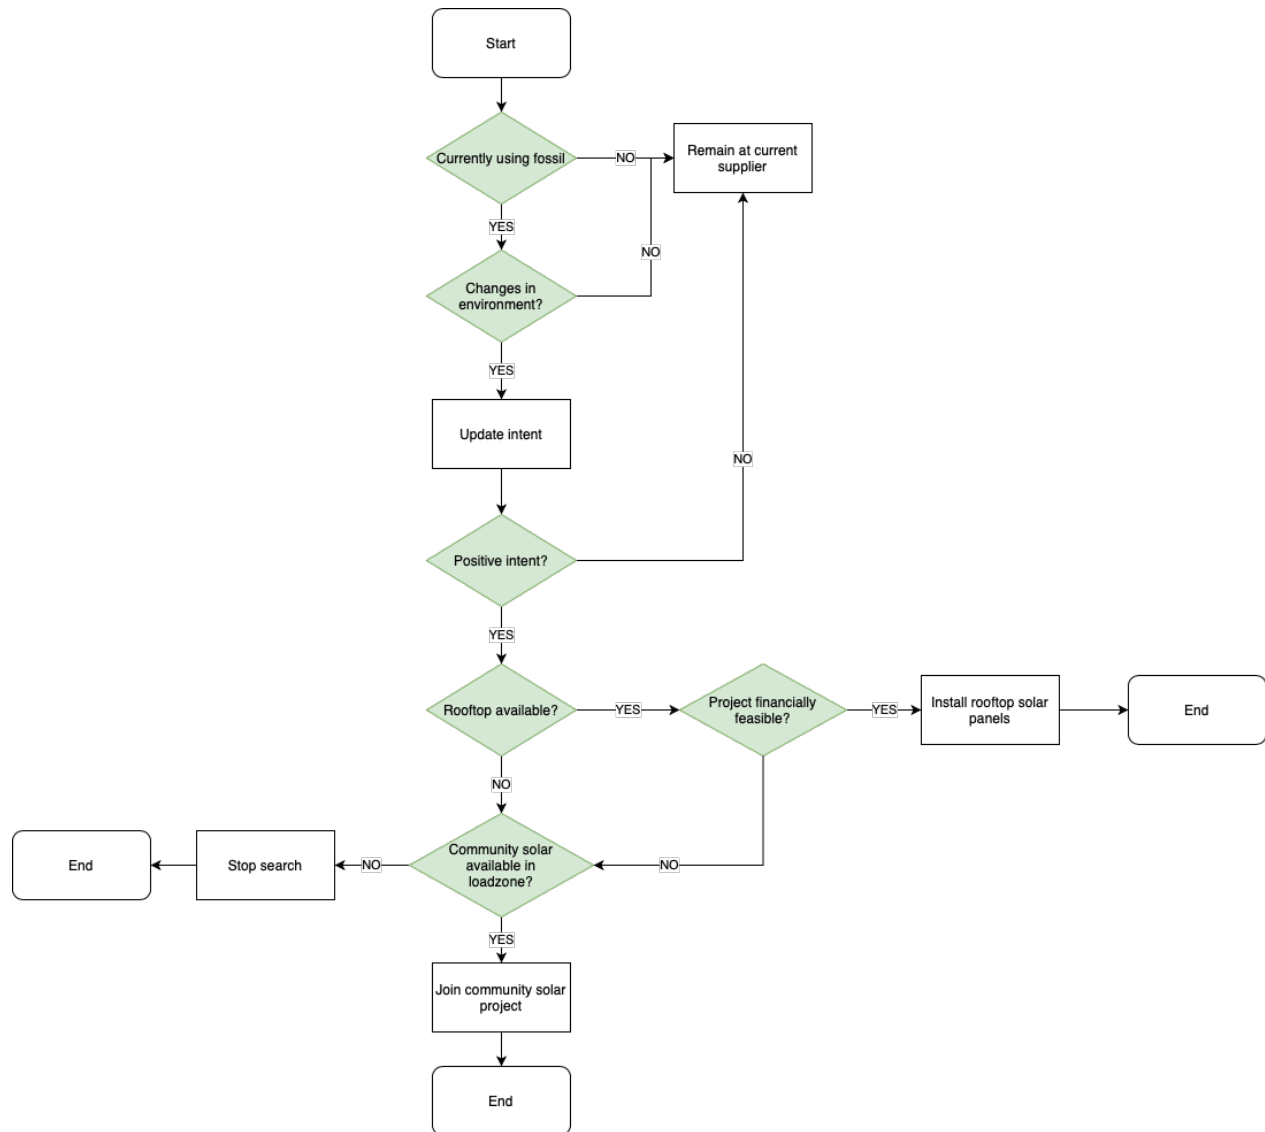 Start
Currently using fossil
NO
Remain at current
supplier
YES
NO
Changes in
environment?
YES
Update intent
NO
Positive intent?
YES
Rooftop available?
YES
Project financially
feasible?
YES
Install rooftop solar
panels
End
NO
End
Stop search
NO
Community solar
available in
loadzone?
NO
YES
Join community solar
project
End